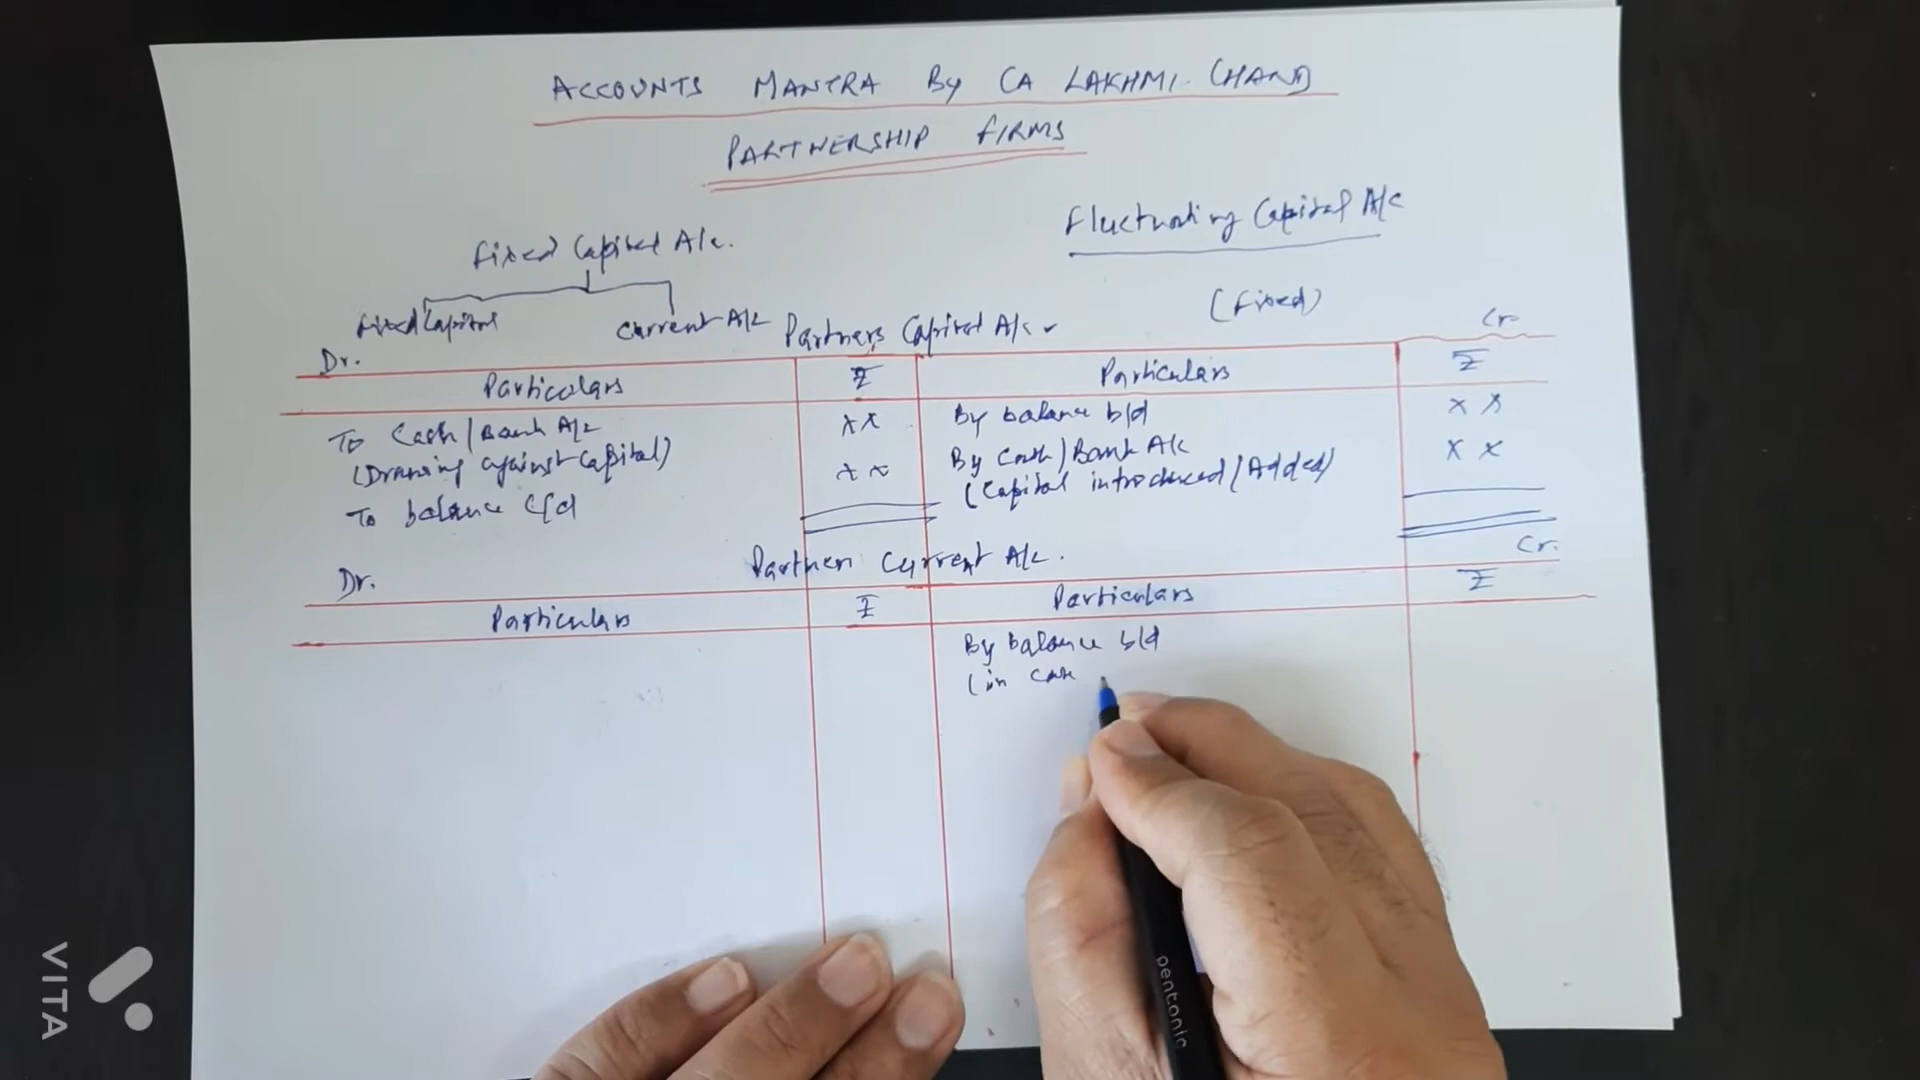 ACCOUNTS MANTRA By CA LAKHMI CHAND
PARTNERSHIP FIRMS
Fluctuating Capital A/c
Fixed Capital A/c.
Fixed Capital Current A/c
Partners Capital A/c (Fixed)
Dr. Cr.
Particulars ₹ Particulars ₹
To Cash/Bank A/c xx By balance b/d xx
(Drawing against capital) xx By Cash/Bank A/c xx
To balance c/d (Capital introduced/Added)
Partners Current A/c.
Dr. Cr.
Particulars ₹ Particulars ₹
By balance b/d
(in case
pentonic
VITA